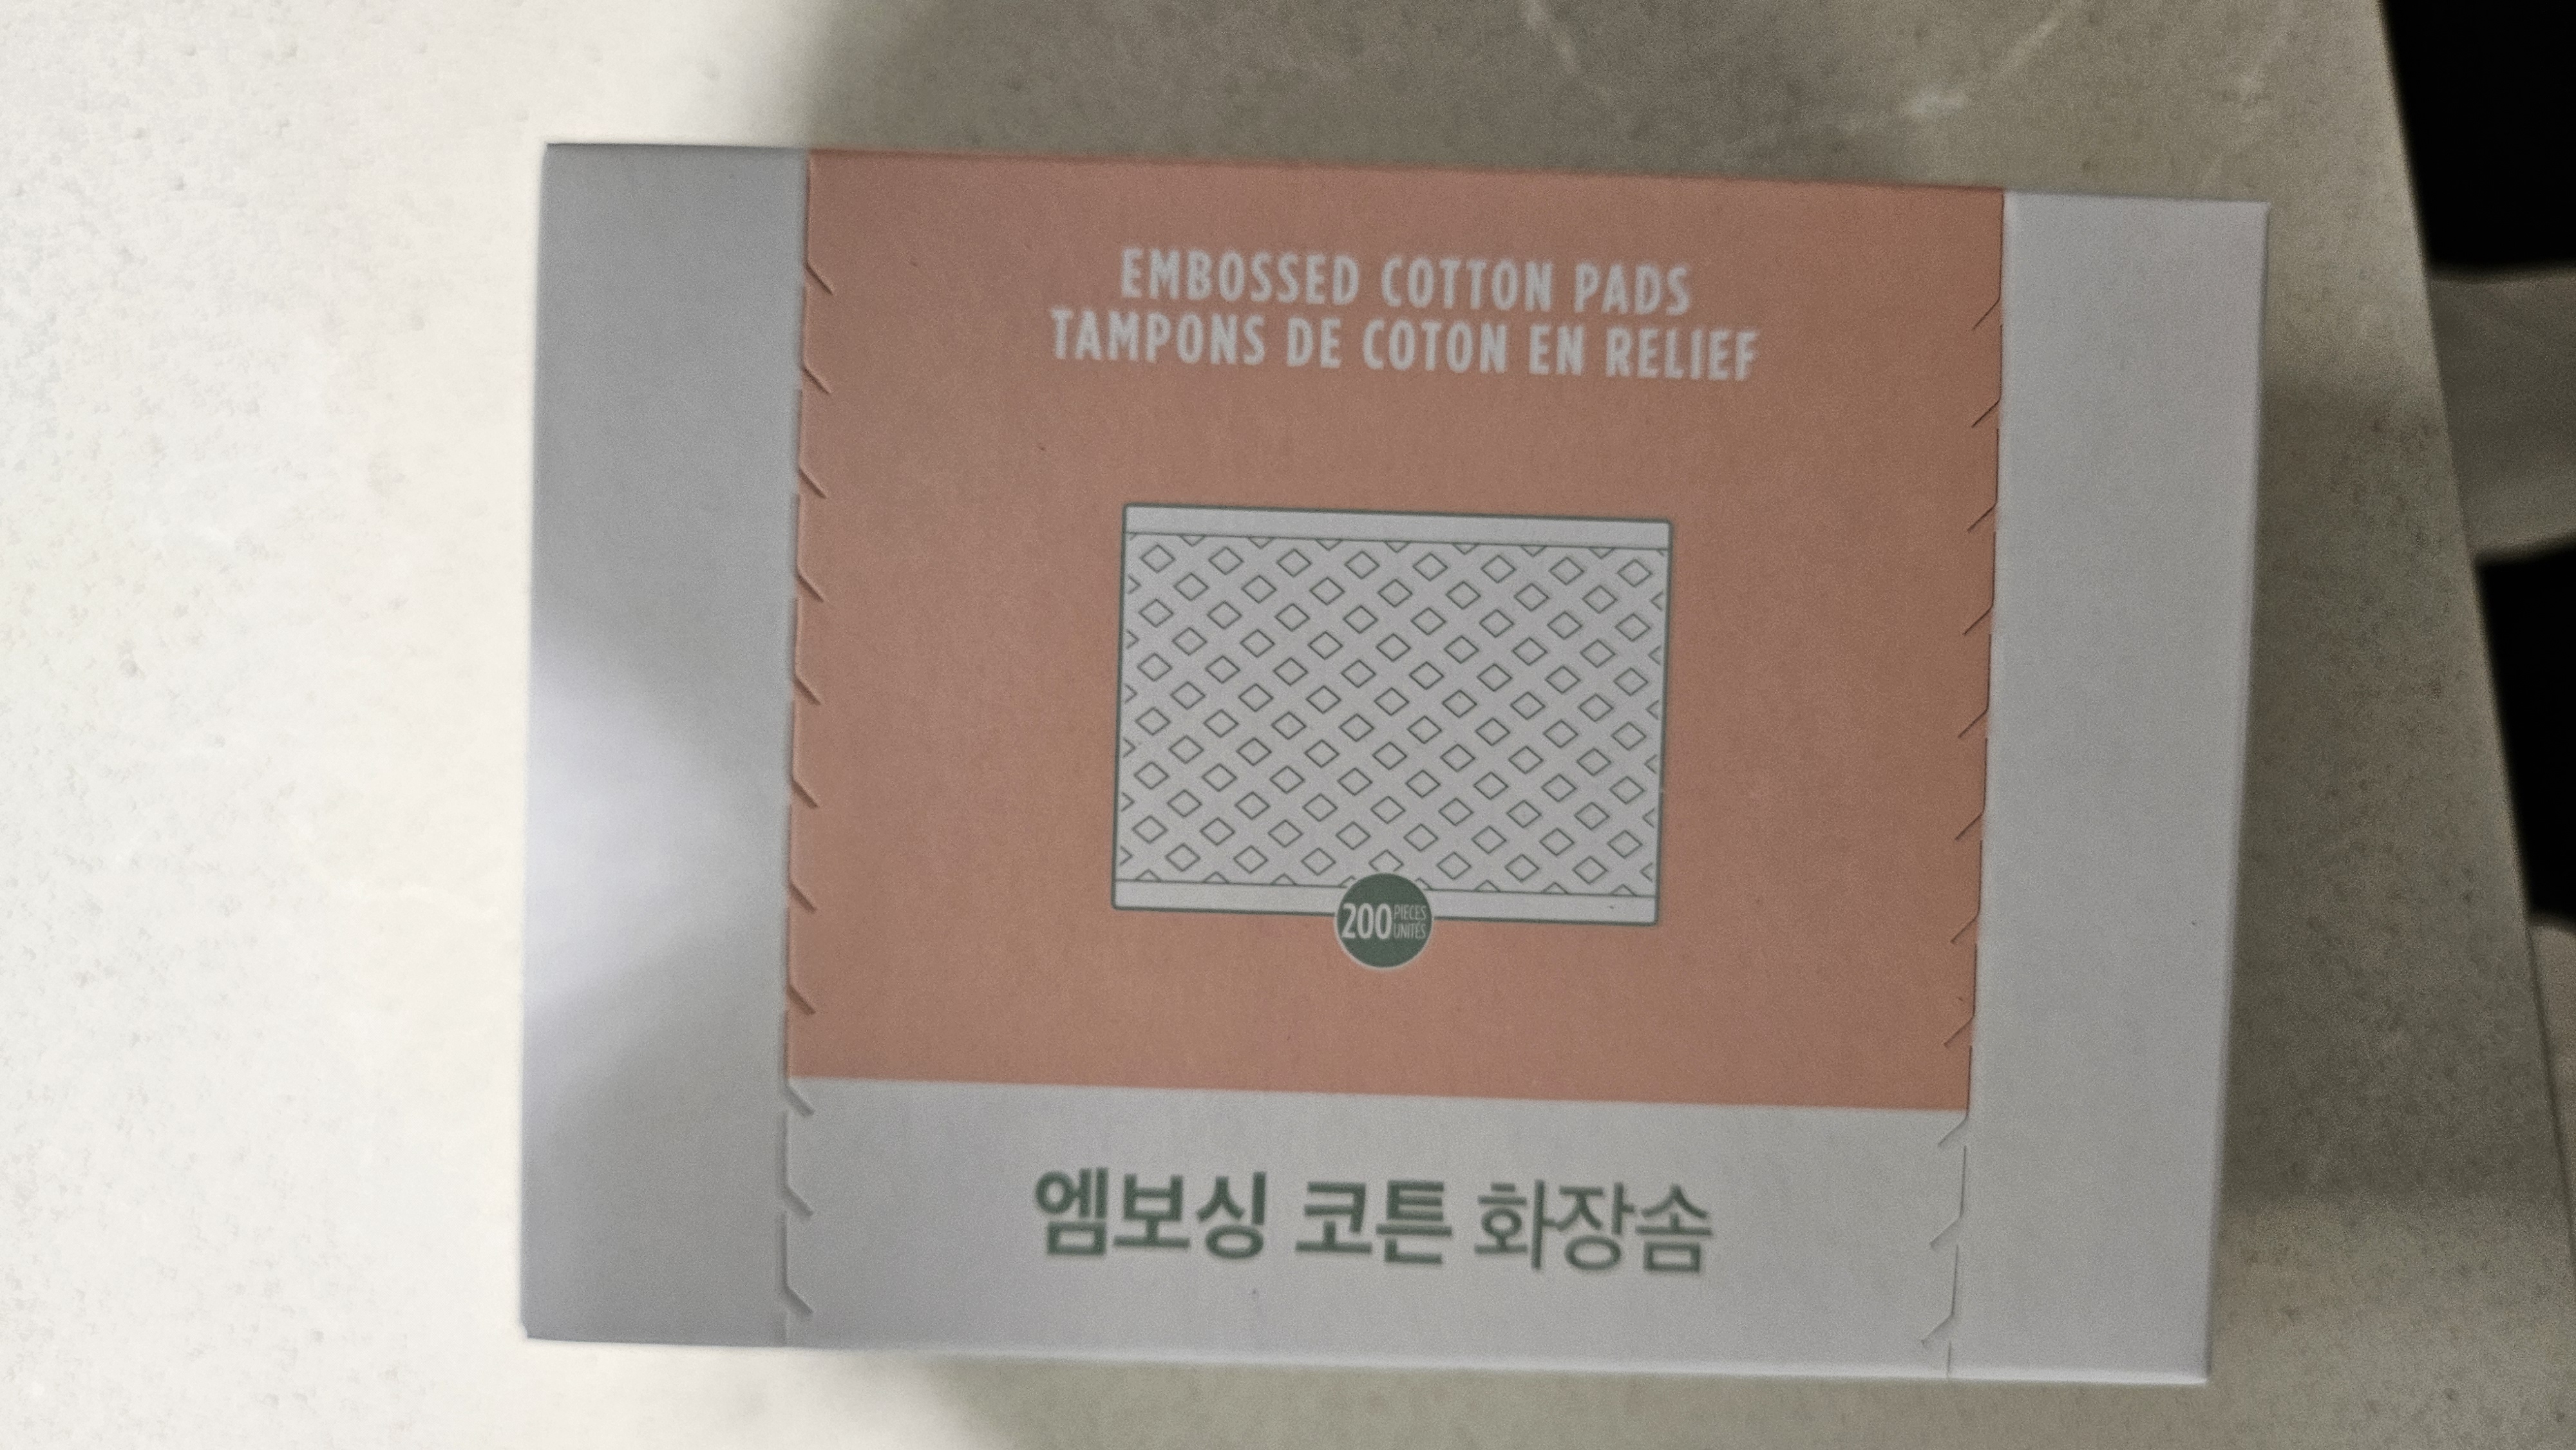 EMBOSSED COTTON PADS
TAMPONS DE COTON EN RELIEF
200 PIECES
UNITÉS
엠보싱 코튼 화장솜